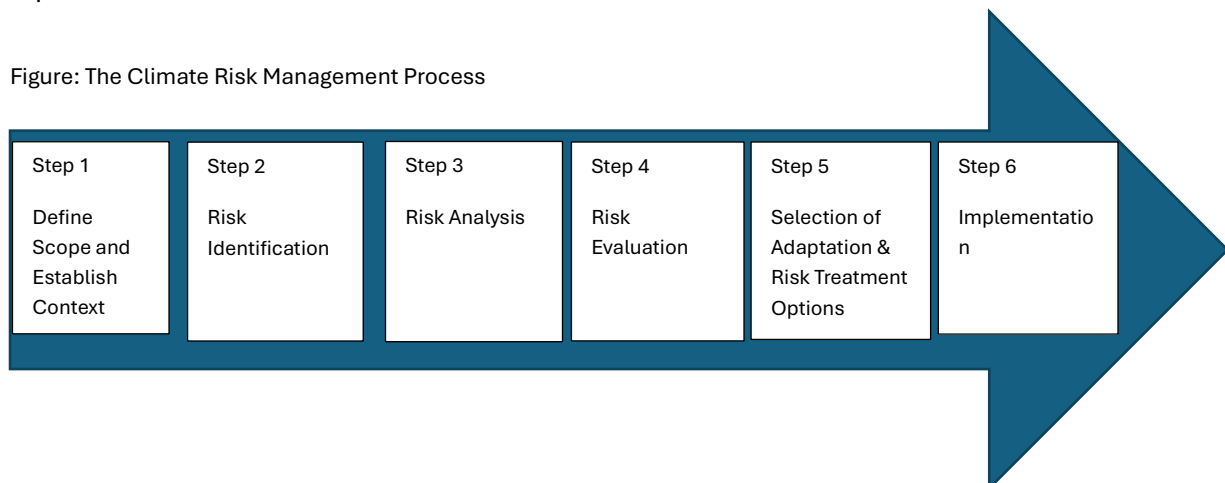 Figure: The Climate Risk Management Process
Step 1
Define
Scope and
Establish
Context
Step 2
Risk
Identification
Step 3
Risk Analysis
Step 4
Risk
Evaluation
Step 5
Selection of
Adaptation &
Risk Treatment
Options
Step 6
Implementatio
n